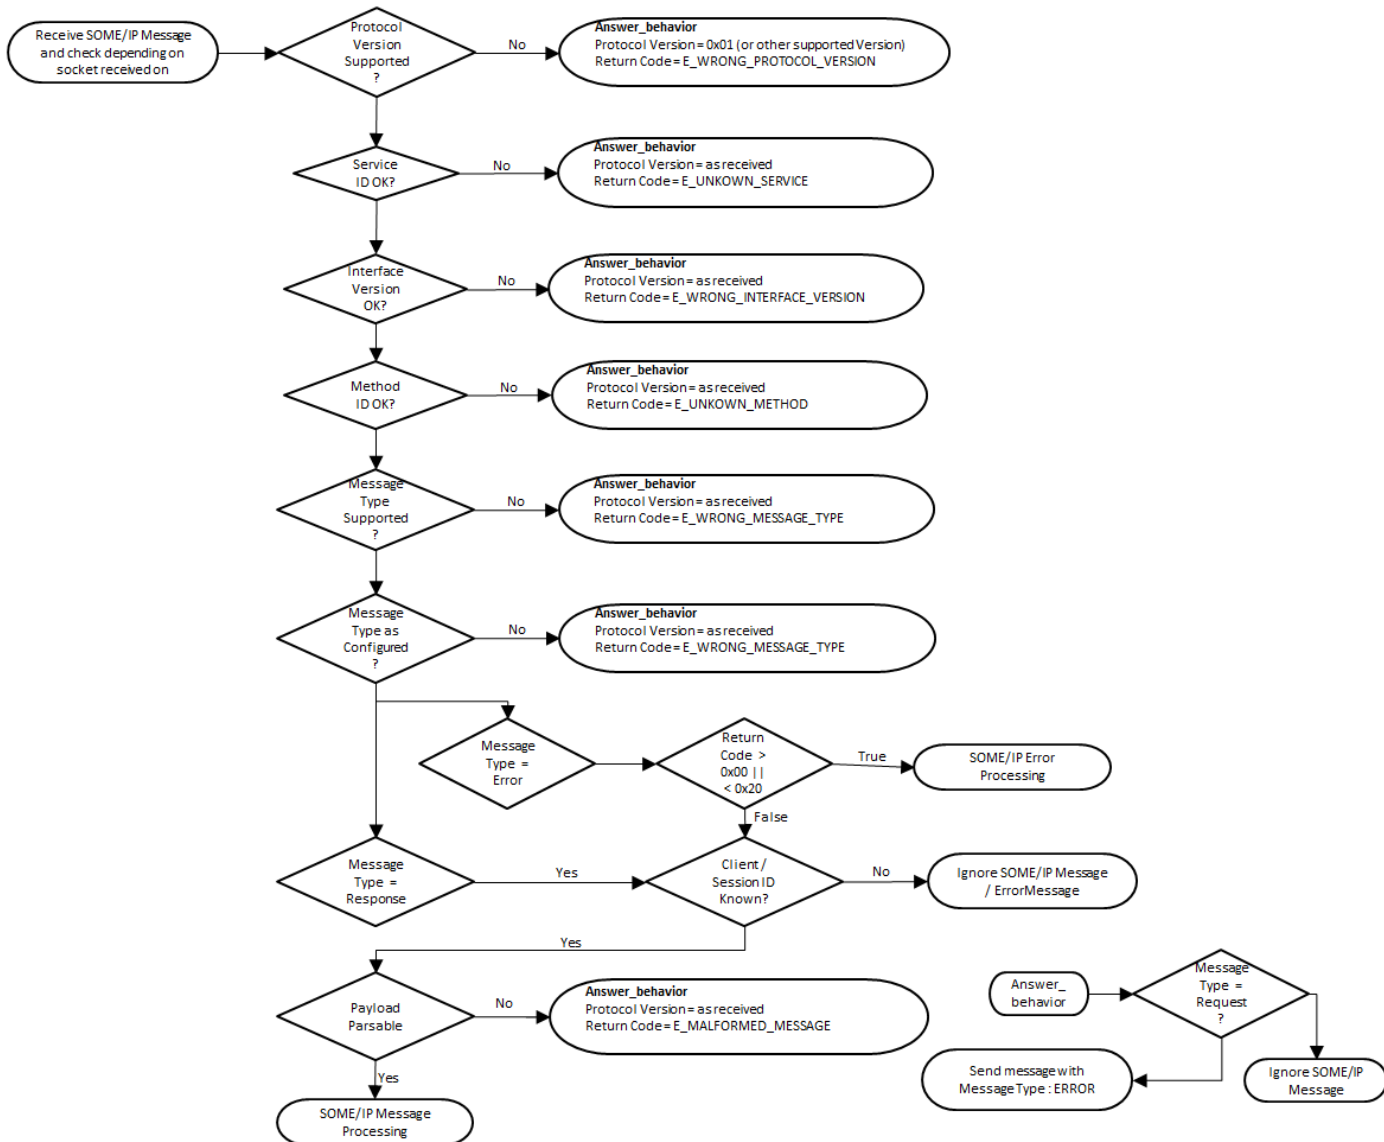 Receive SOME/IP Message
and check depending on
socket received on
Protocol
Version
Supported
?
No
Answer_behavior
Protocol Version = 0x01 (or other supported Version)
Return Code = E_WRONG_PROTOCOL_VERSION
Service
ID OK?
No
Answer_behavior
Protocol Version = as received
Return Code = E_UNKOWN_SERVICE
Interface
Version
OK?
No
Answer_behavior
Protocol Version = as received
Return Code = E_WRONG_INTERFACE_VERSION
Method
ID OK?
No
Answer_behavior
Protocol Version = as received
Return Code = E_UNKOWN_METHOD
Message
Type
Supported
?
No
Answer_behavior
Protocol Version = as received
Return Code = E_WRONG_MESSAGE_TYPE
Message
Type as
Configured
?
No
Answer_behavior
Protocol Version = as received
Return Code = E_WRONG_MESSAGE_TYPE
Message
Type =
Error
Return
Code >
0x00 ||
< 0x20
True
SOME/IP Error
Processing
False
Message
Type =
Response
Yes
Client /
Session ID
Known?
No
Ignore SOME/IP Message
/ ErrorMessage
Yes
Payload
Parsable
No
Answer_behavior
Protocol Version = as received
Return Code = E_MALFORMED_MESSAGE
Yes
SOME/IP Message
Processing
Answer_
behavior
Message
Type =
Request
?
Send message with
Message Type : ERROR
Ignore SOME/IP
Message